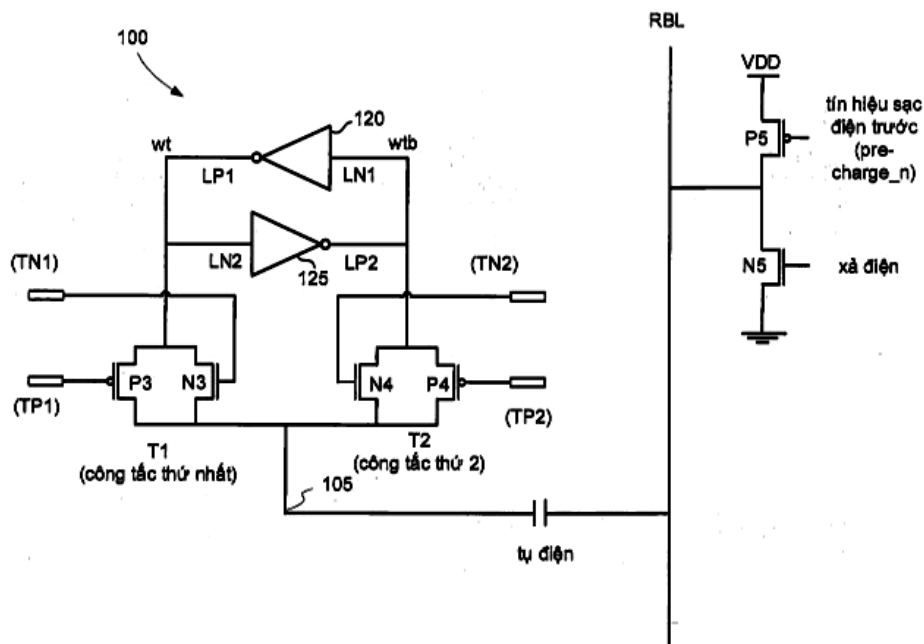 RBL
100
VDD
tín hiệu sạc
điện trước
(pre-
charge_n)
P5
120
wt
wtb
LP1
LN1
LN2
LP2
125
(TN1)
(TN2)
N5
xả điện
P3
N3
N4
P4
(TP1)
(TP2)
T1
(công tắc thứ nhất)
T2
(công tắc thứ 2)
105
tụ điện